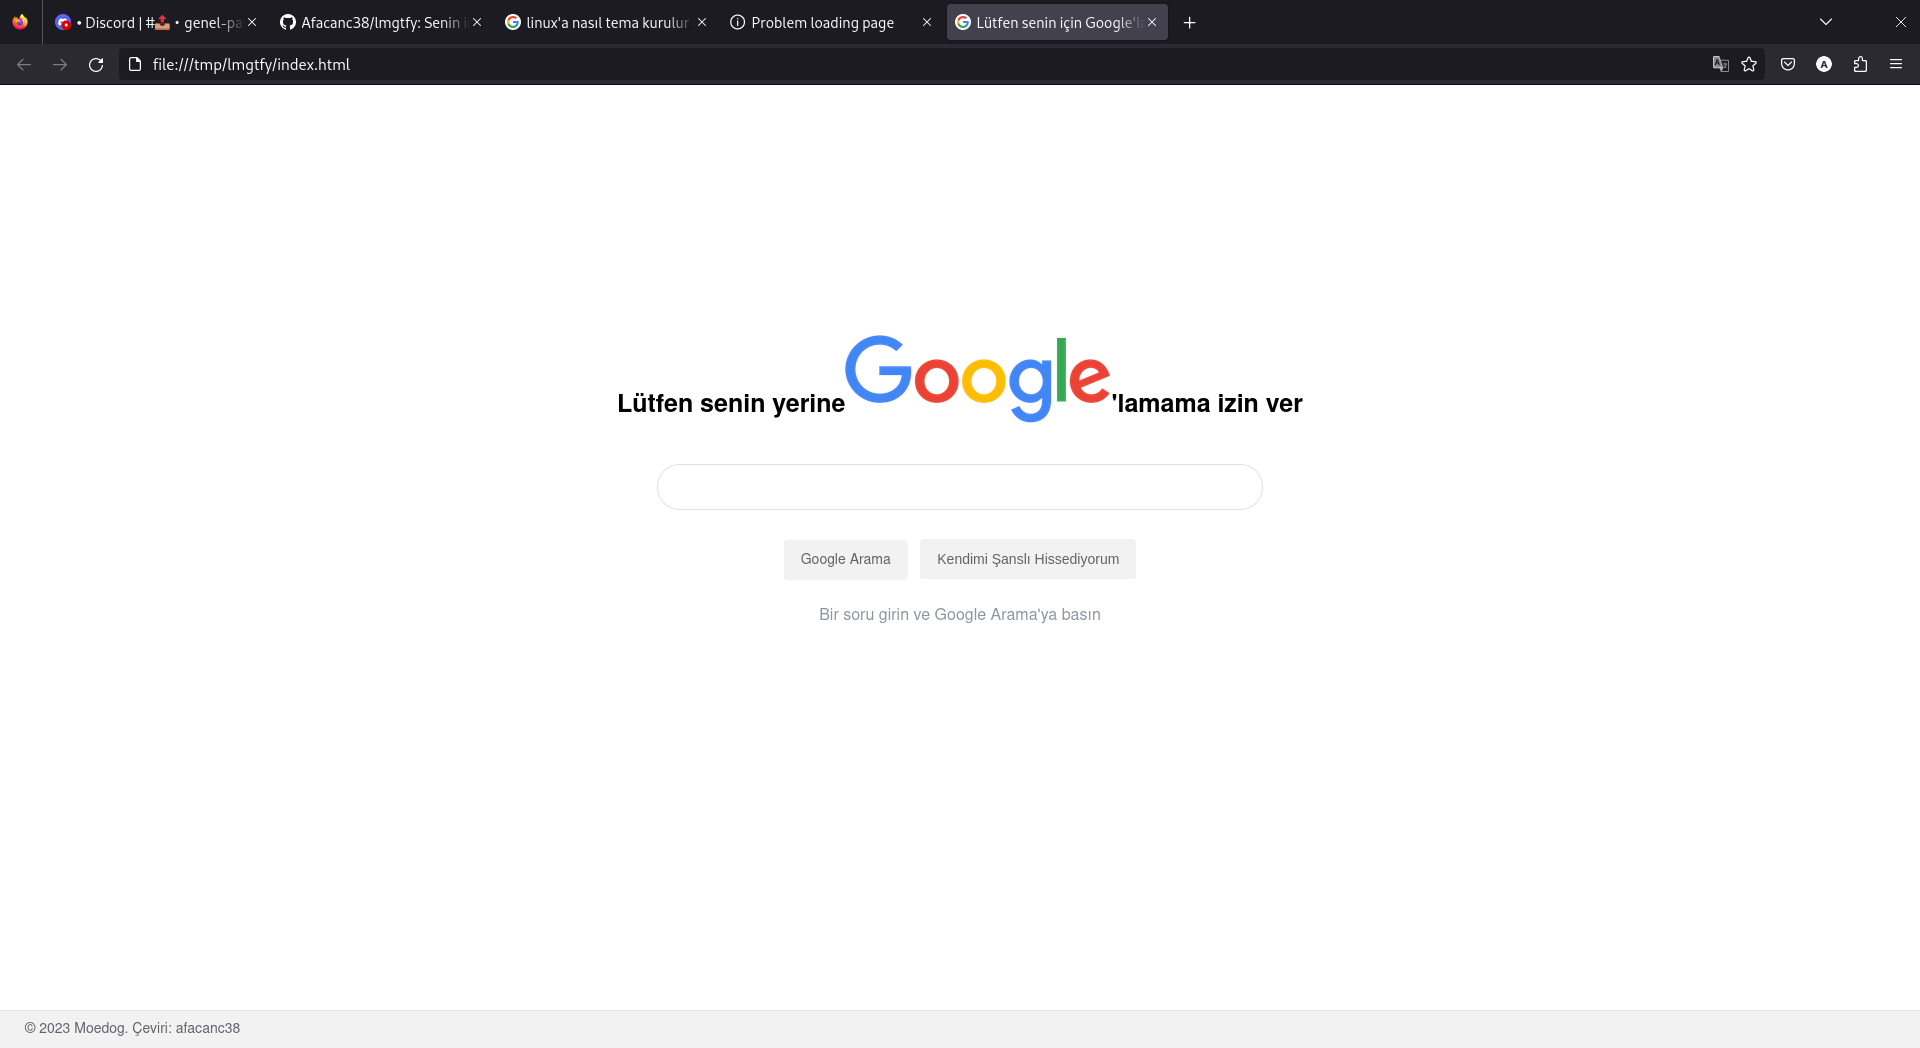 • Discord | # • genel-pa
Afacanc38/lmgtfy: Senin i
linux'a nasıl tema kurulur
Problem loading page
Lütfen senin için Google'la
file:///tmp/lmgtfy/index.html
Lütfen senin yerine Google'lamama izin ver
Google Arama
Kendimi Şanslı Hissediyorum
Bir soru girin ve Google Arama'ya basın
© 2023 Moedog. Çeviri: afacanc38